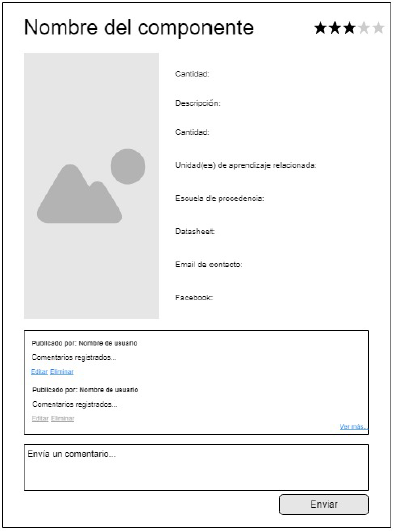 Nombre del componente
Cantidad:
Descripción:
Cantidad:
Unidad(es) de aprendizaje relacionada:
Escuela de procedencia:
Datasheet:
Email de contacto:
Facebook:
Publicado por: Nombre de usuario
Comentarios registrados...
Editar Eliminar
Publicado por: Nombre de usuario
Comentarios registrados...
Editar Eliminar
Ver más..
Envía un comentario...
Enviar